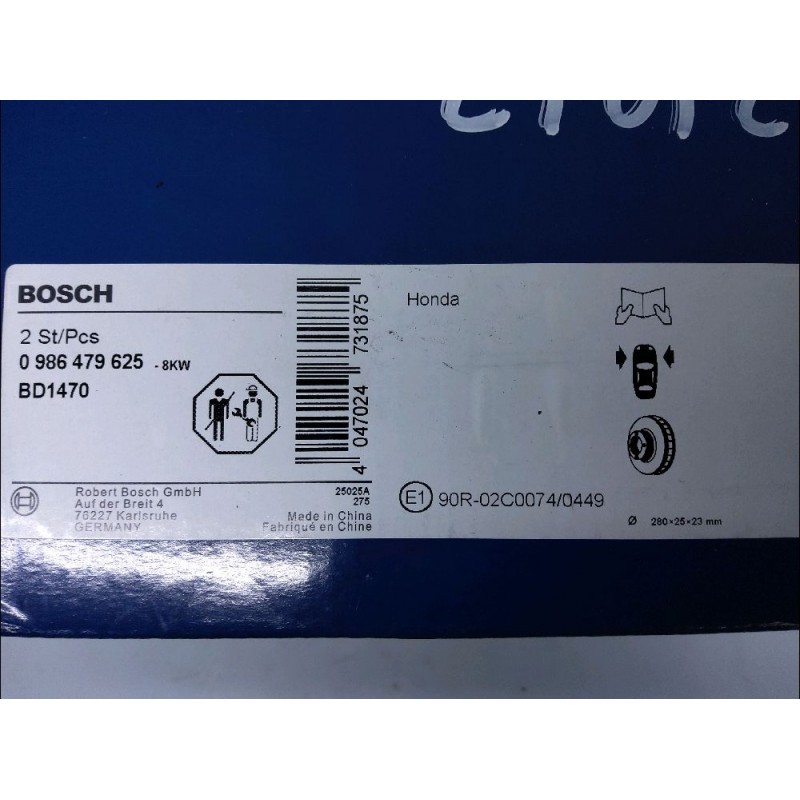 BOSCH
2 St/Pcs
0 986 479 625 - 8KW
BD1470
Robert Bosch GmbH
Auf der Breit 4
76227 Karlsruhe
GERMANY
25025A
275
Made in China
Fabriqué en Chine
4 047024 731875
Honda
E1 90R-02C0074/0449
Ø 280×25×23 mm